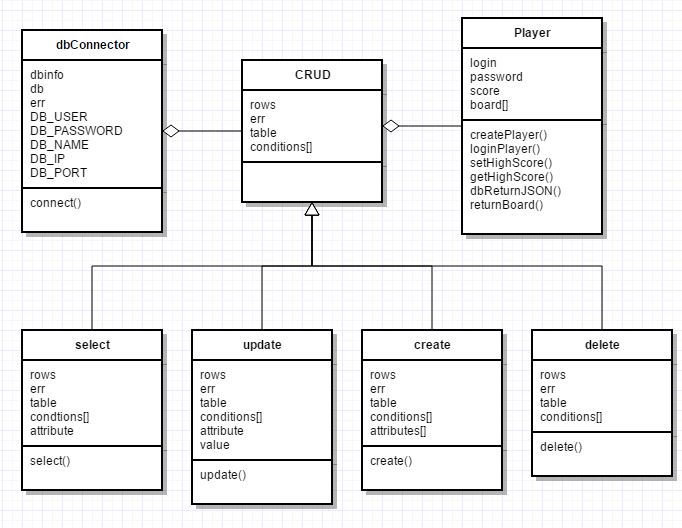 dbConnector
dbinfo
db
err
DB_USER
DB_PASSWORD
DB_NAME
DB_IP
DB_PORT
connect()
CRUD
rows
err
table
conditions[]
Player
login
password
score
board[]
createPlayer()
loginPlayer()
setHighScore()
getHighScore()
dbReturnJSON()
returnBoard()
select
rows
err
table
condtions[]
attribute
select()
update
rows
err
table
conditions[]
attribute
value
update()
create
rows
err
table
conditions[]
attributes[]
create()
delete
rows
err
table
conditions[]
delete()